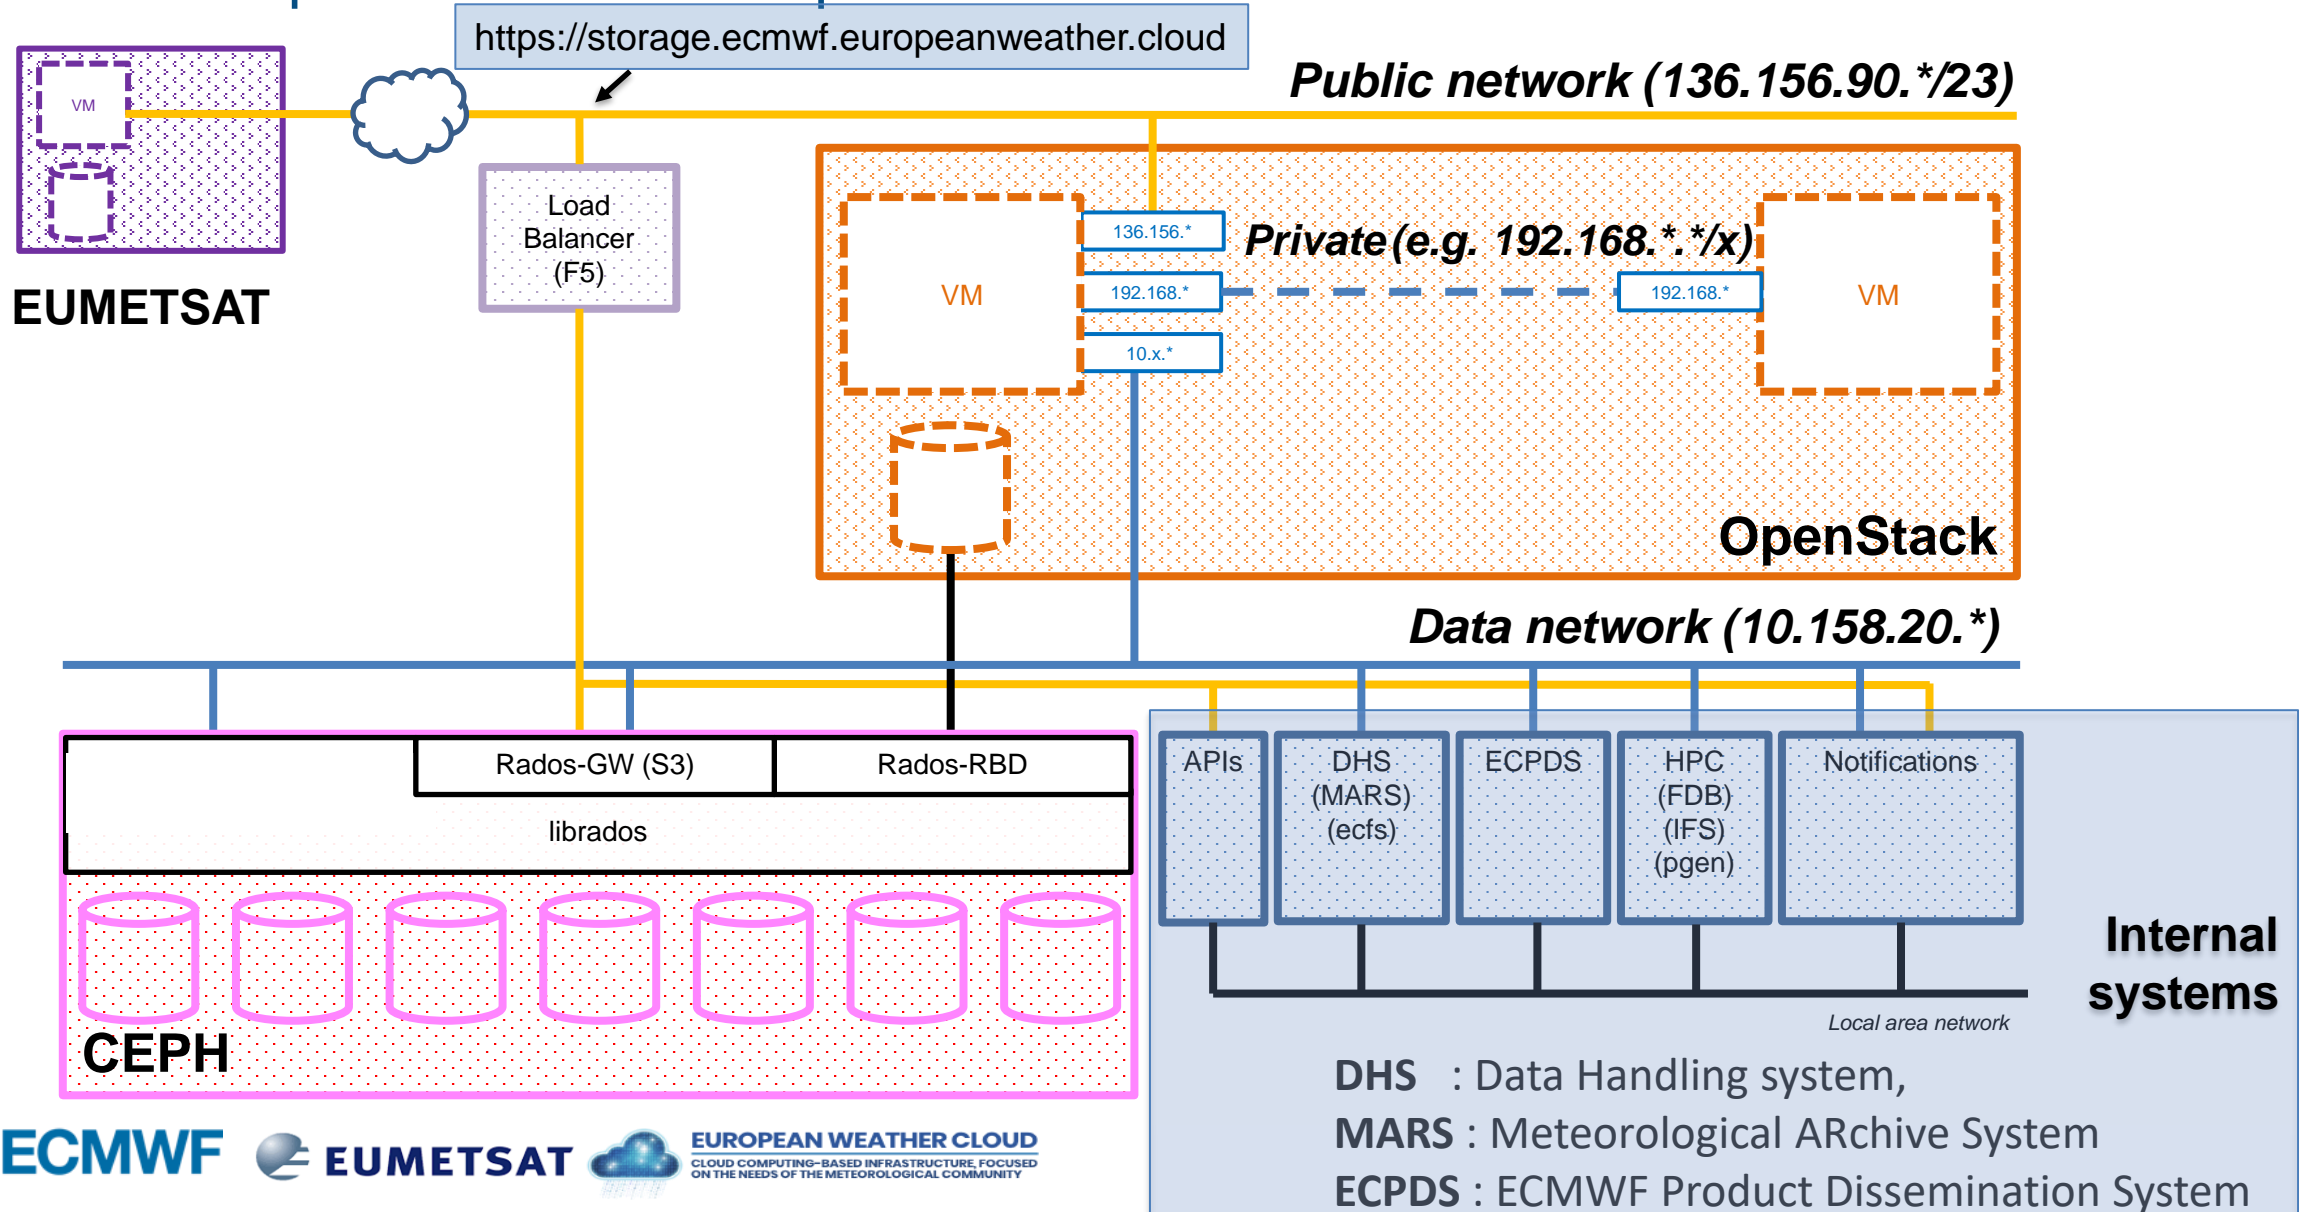 https://storage.ecmwf.europeanweather.cloud
Public network (136.156.90.*/23)
VM
EUMETSAT
Load
Balancer
(F5)
VM
136.156.*
192.168.*
10.x.*
Private (e.g. 192.168.*.*/x)
192.168.*
VM
OpenStack
Data network (10.158.20.*)
Rados-GW (S3)
Rados-RBD
librados
CEPH
APIs
DHS
(MARS)
(ecfs)
ECPDS
HPC
(FDB)
(IFS)
(pgen)
Notifications
Internal
systems
Local area network
DHS : Data Handling system,
MARS : Meteorological ARchive System
ECPDS : ECMWF Product Dissemination System
ECMWF
EUMETSAT
EUROPEAN WEATHER CLOUD
CLOUD COMPUTING-BASED INFRASTRUCTURE, FOCUSED
ON THE NEEDS OF THE METEOROLOGICAL COMMUNITY